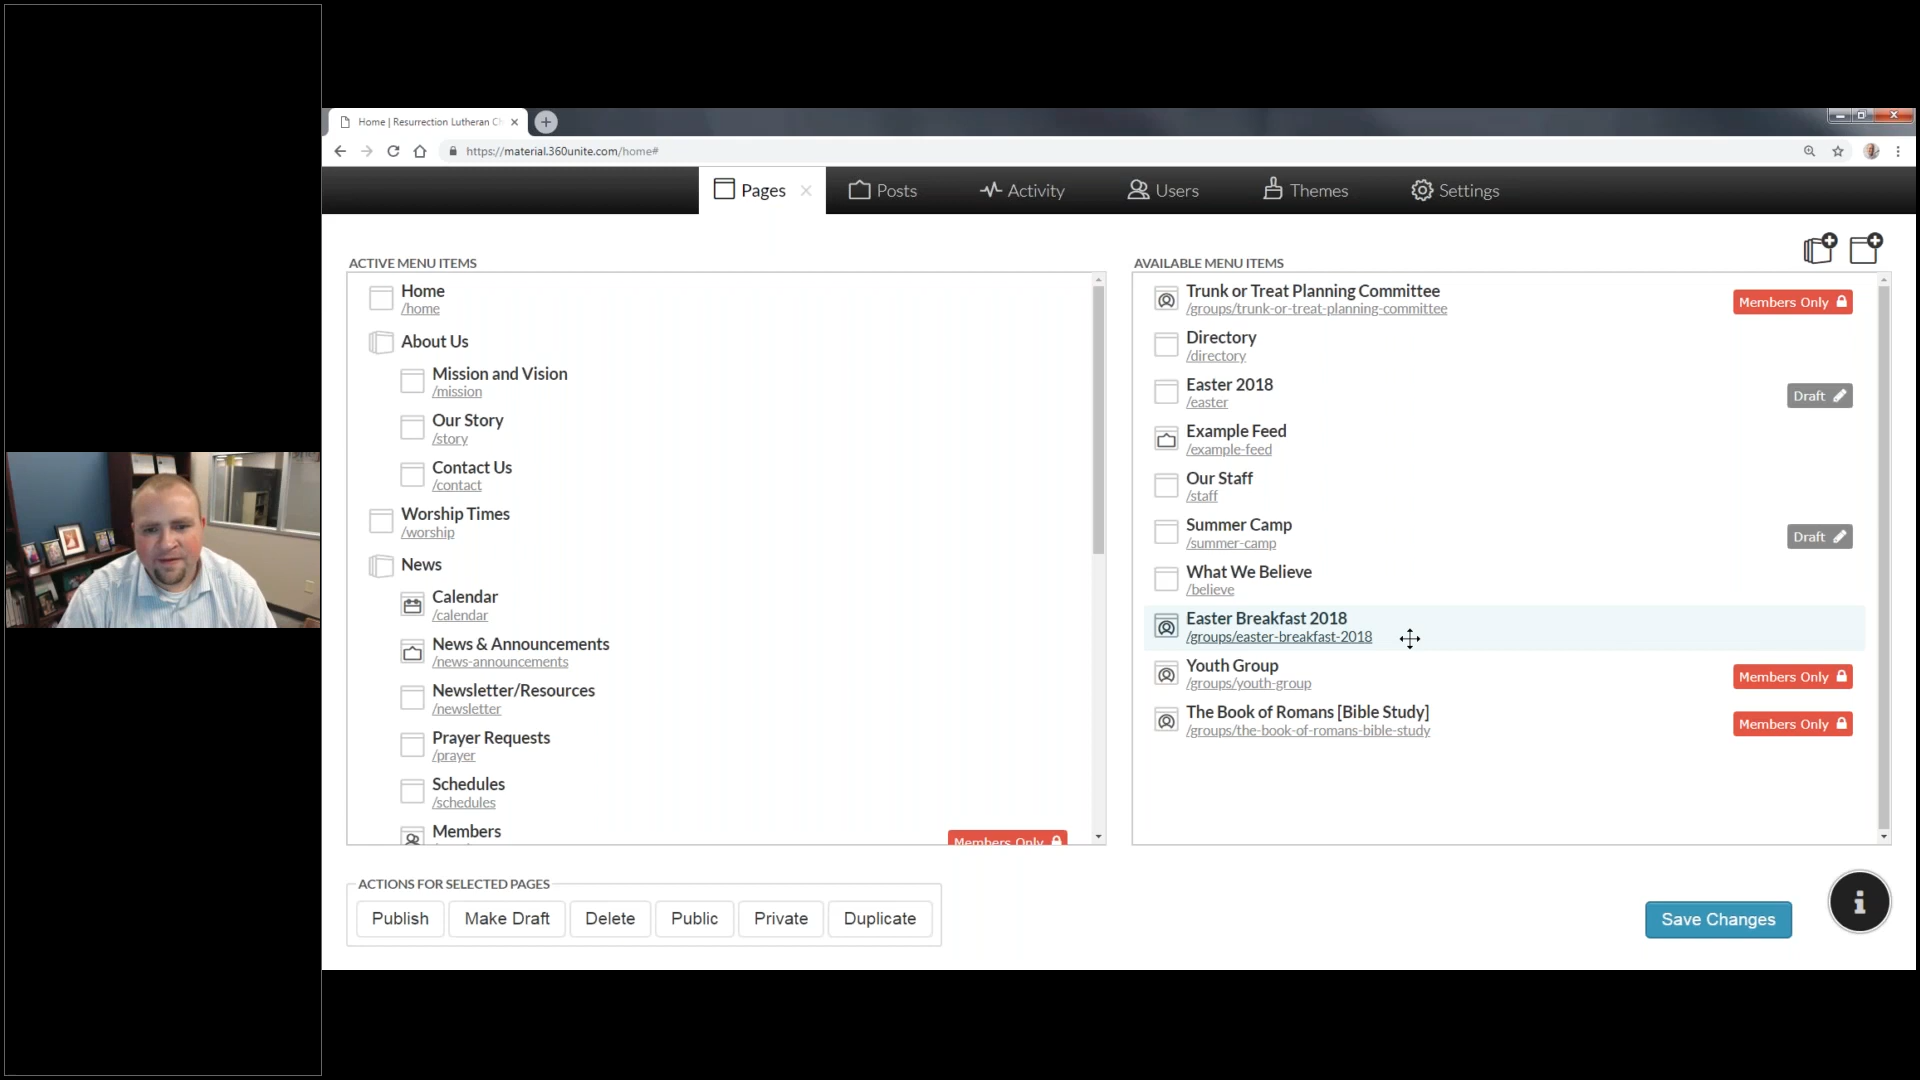 Home | Resurrection Lutheran Ch
https://material.360unite.com/home#
Pages
Posts
Activity
Users
Themes
Settings
ACTIVE MENU ITEMS
Home
/home
About Us
Mission and Vision
/mission
Our Story
/story
Contact Us
/contact
Worship Times
/worship
News
Calendar
/calendar
News & Announcements
/news-announcements
Newsletter/Resources
/newsletter
Prayer Requests
/prayer
Schedules
/schedules
Members
Members Only
AVAILABLE MENU ITEMS
Trunk or Treat Planning Committee
/groups/trunk-or-treat-planning-committee
Members Only
Directory
/directory
Easter 2018
/easter
Draft
Example Feed
/example-feed
Our Staff
/staff
Summer Camp
/summer-camp
Draft
What We Believe
/believe
Easter Breakfast 2018
/groups/easter-breakfast-2018
Youth Group
/groups/youth-group
Members Only
The Book of Romans [Bible Study]
/groups/the-book-of-romans-bible-study
Members Only
ACTIONS FOR SELECTED PAGES
Publish
Make Draft
Delete
Public
Private
Duplicate
Save Changes